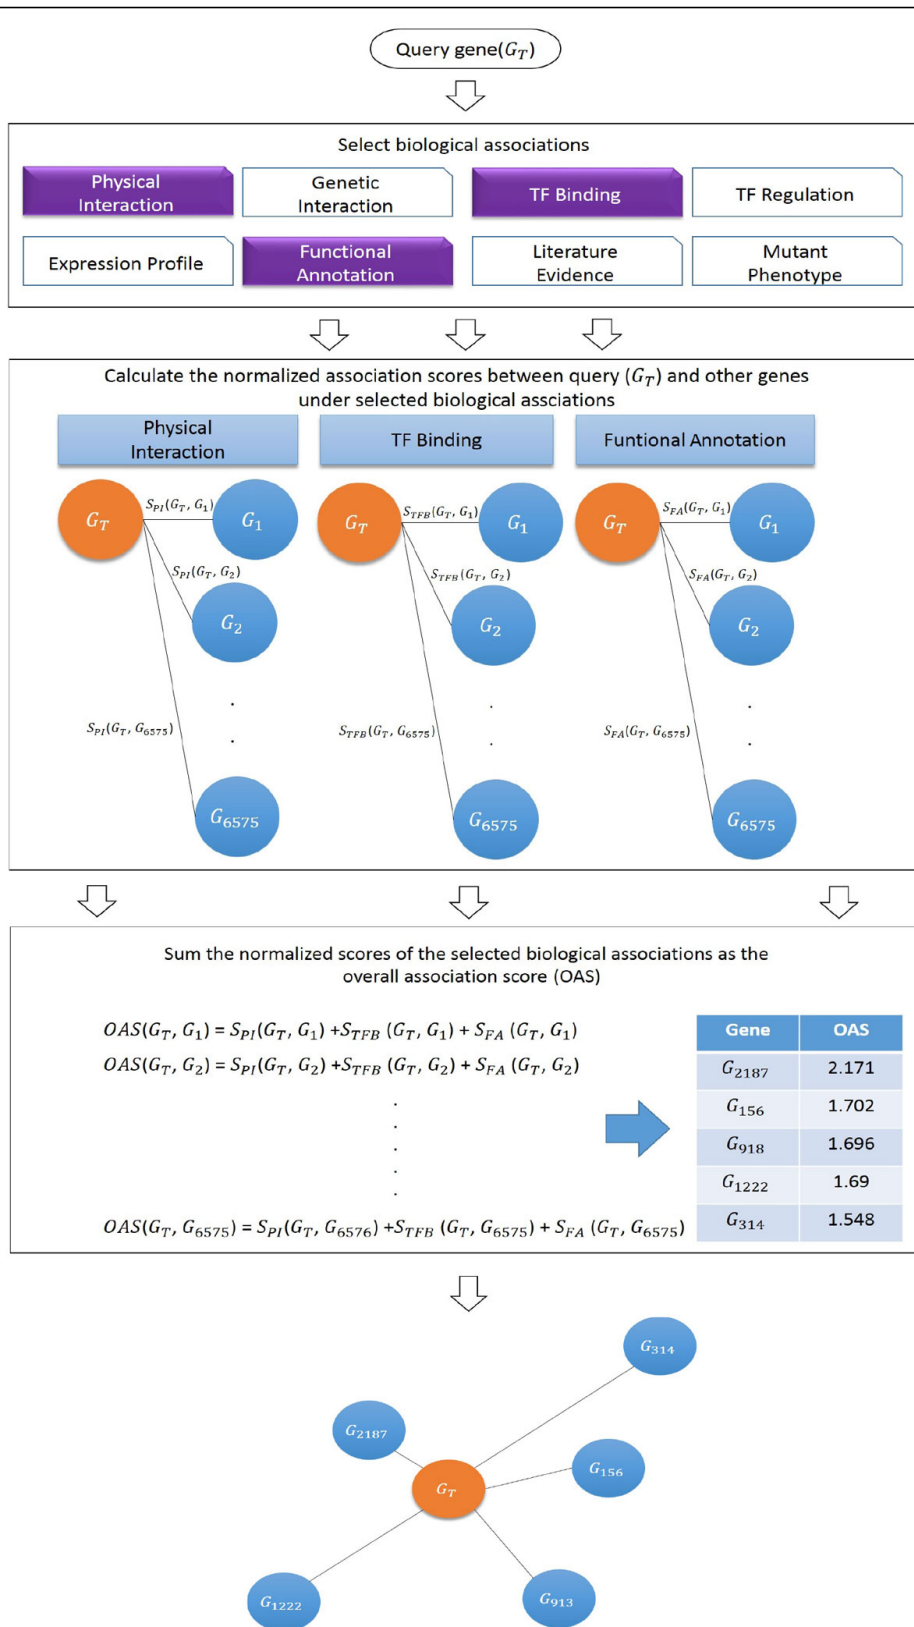 Query gene(G_T)
Select biological associations
Physical
Interaction
Genetic
Interaction
TF Binding
TF Regulation
Expression Profile
Functional
Annotation
Literature
Evidence
Mutant
Phenotype
Calculate the normalized association scores between query (G_T) and other genes
under selected biological assciations
Physical
Interaction
TF Binding
Funtional Annotation
G_T
S_PI(G_T, G_1)
G_1
G_T
S_TFB(G_T, G_1)
G_1
G_T
S_FA(G_T, G_1)
G_1
S_PI(G_T, G_2)
G_2
S_TFB(G_T, G_2)
G_2
S_FA(G_T, G_2)
G_2
.
.
.
.
.
.
S_PI(G_T, G_6575)
S_TFB(G_T, G_6575)
S_FA(G_T, G_6575)
G_6575
G_6575
G_6575
Sum the normalized scores of the selected biological associations as the
overall association score (OAS)
OAS(G_T, G_1) = S_PI(G_T, G_1) +S_TFB (G_T, G_1) + S_FA (G_T, G_1)
OAS(G_T, G_2) = S_PI(G_T, G_2) +S_TFB (G_T, G_2) + S_FA (G_T, G_2)
.
.
.
.
.
OAS(G_T, G_6575) = S_PI(G_T, G_6576) +S_TFB (G_T, G_6575) + S_FA (G_T, G_6575)
Gene OAS
G_2187 2.171
G_156 1.702
G_918 1.696
G_1222 1.69
G_314 1.548
G_314
G_2187
G_156
G_T
G_1222
G_913